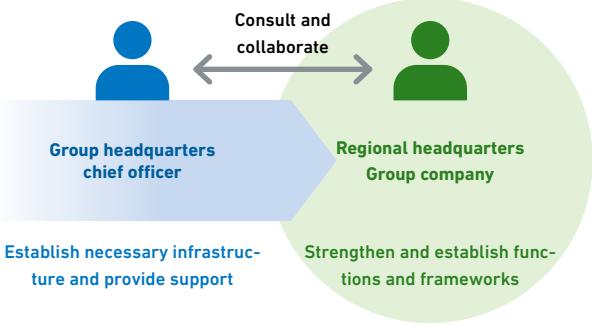 Consult and
collaborate
Group headquarters
chief officer
Regional headquarters
Group company
Establish necessary infrastruc-
ture and provide support
Strengthen and establish func-
tions and frameworks